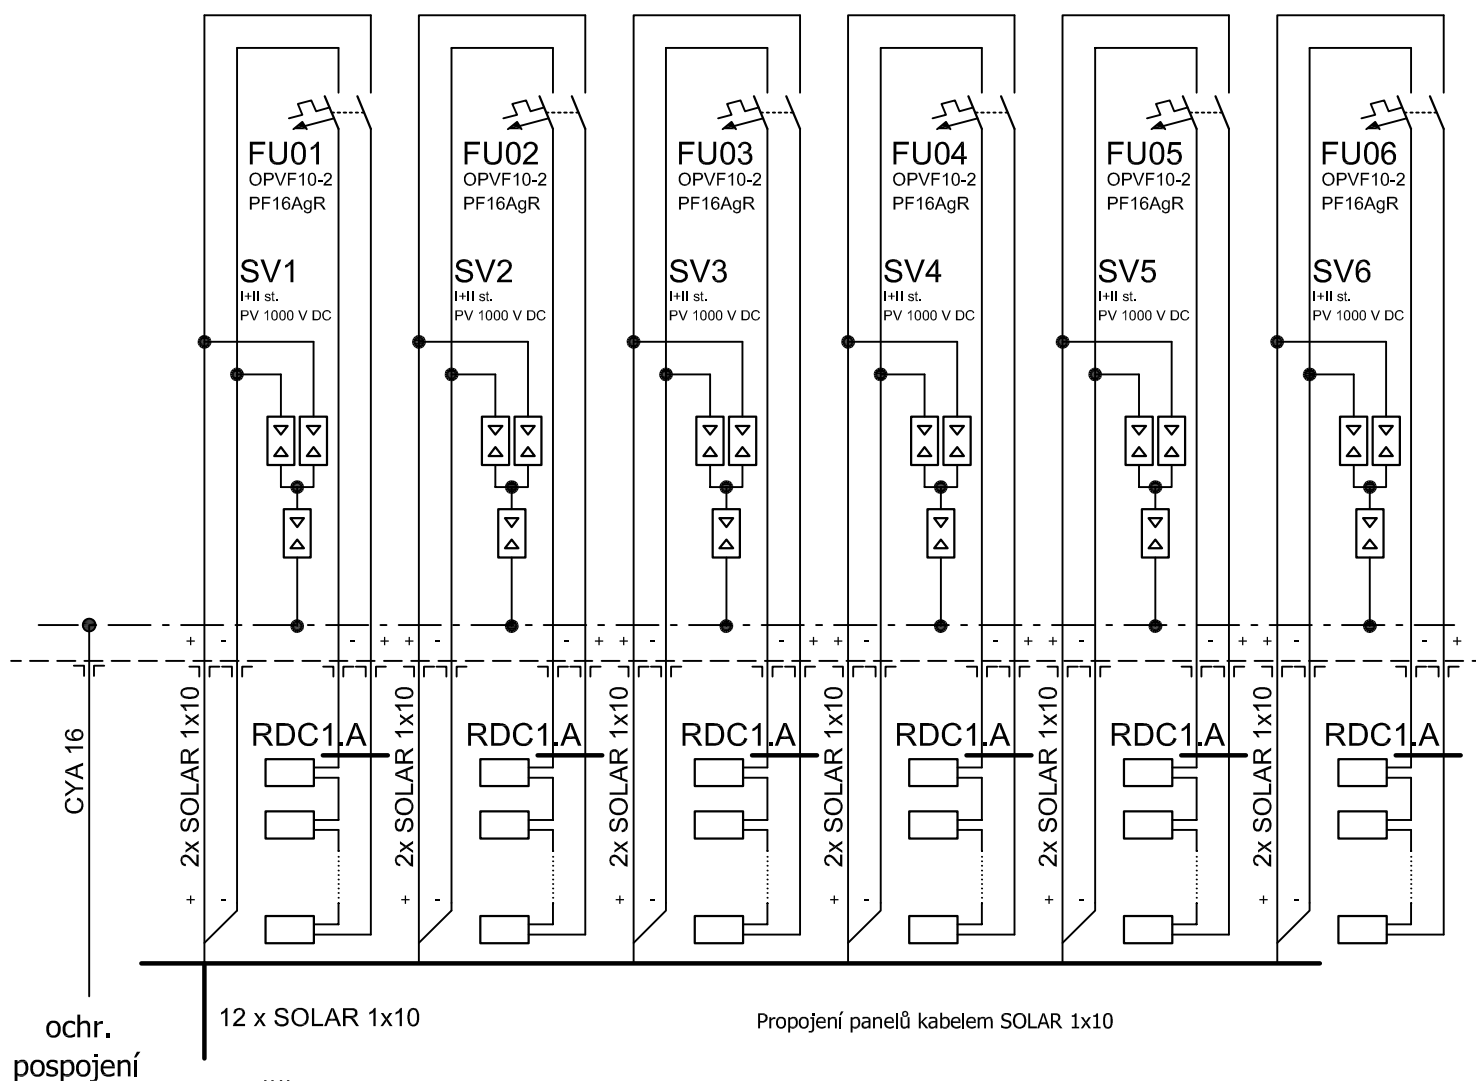 FU01 FU02 FU03 FU04 FU05 FU06
OPVF10-2 OPVF10-2 OPVF10-2 OPVF10-2 OPVF10-2 OPVF10-2
PF16AgR PF16AgR PF16AgR PF16AgR PF16AgR PF16AgR
SV1 SV2 SV3 SV4 SV5 SV6
I+II st. I+II st. I+II st. I+II st. I+II st. I+II st.
PV 1000 V DC PV 1000 V DC PV 1000 V DC PV 1000 V DC PV 1000 V DC PV 1000 V DC
+ - - + + - - + + - - + + - - + + - - + + - - +
CYA 16
2x SOLAR 1x10
2x SOLAR 1x10
2x SOLAR 1x10
2x SOLAR 1x10
2x SOLAR 1x10
2x SOLAR 1x10
RDC1.A RDC1.A RDC1.A RDC1.A RDC1.A RDC1.A
+ - + - + - + - + - + -
12 x SOLAR 1x10
Propojení panelů kabelem SOLAR 1x10
ochr.
pospojení